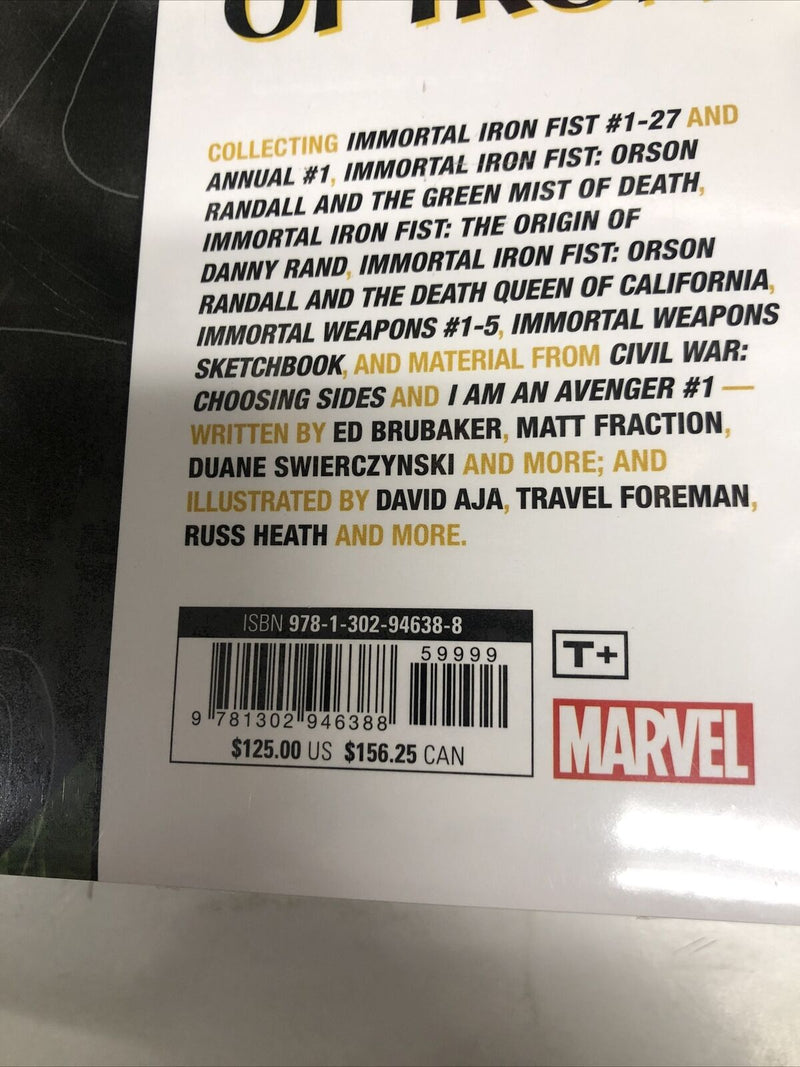 OF IRON
COLLECTING IMMORTAL IRON FIST #1-27 AND
ANNUAL #1, IMMORTAL IRON FIST: ORSON
RANDALL AND THE GREEN MIST OF DEATH,
IMMORTAL IRON FIST: THE ORIGIN OF
DANNY RAND, IMMORTAL IRON FIST: ORSON
RANDALL AND THE DEATH QUEEN OF CALIFORNIA,
IMMORTAL WEAPONS #1-5, IMMORTAL WEAPONS
SKETCHBOOK, AND MATERIAL FROM CIVIL WAR:
CHOOSING SIDES AND I AM AN AVENGER #1 —
WRITTEN BY ED BRUBAKER, MATT FRACTION,
DUANE SWIERCZYNSKI AND MORE; AND
ILLUSTRATED BY DAVID AJA, TRAVEL FOREMAN,
RUSS HEATH AND MORE.
ISBN 978-1-302-94638-8
59999
9 781302 946388
$125.00 US $156.25 CAN
T+
MARVEL